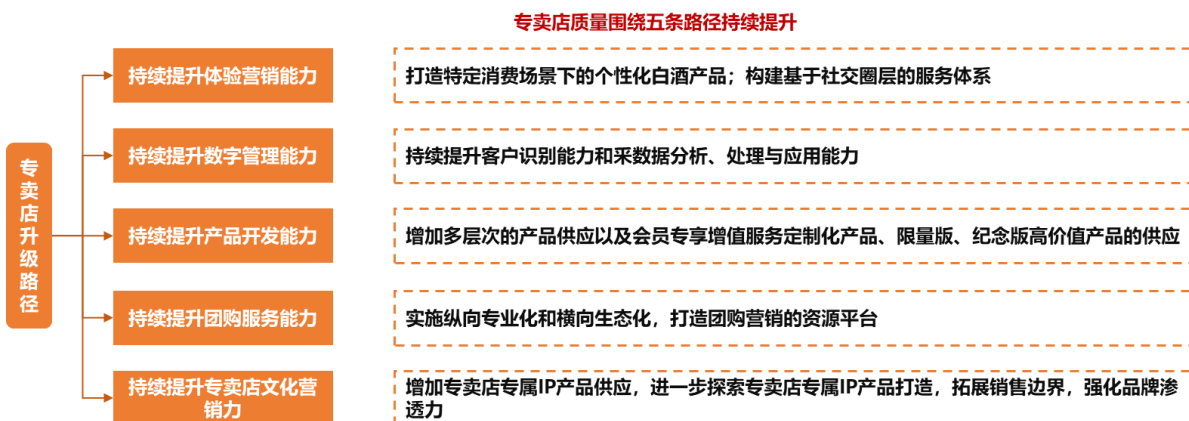 专卖店质量围绕五条路径持续提升
专卖店升级路径
持续提升体验营销能力
打造特定消费场景下的个性化白酒产品；构建基于社交圈层的服务体系
持续提升数字管理能力
持续提升客户识别能力和采数据分析、处理与应用能力
持续提升产品开发能力
增加多层次的产品供应以及会员专享增值服务定制化产品、限量版、纪念版高价值产品的供应
持续提升团购服务能力
实施纵向专业化和横向生态化，打造团购营销的资源平台
持续提升专卖店文化营
销力
增加专卖店专属IP产品供应，进一步探索专卖店专属IP产品打造，拓展销售边界，强化品牌渗
透力